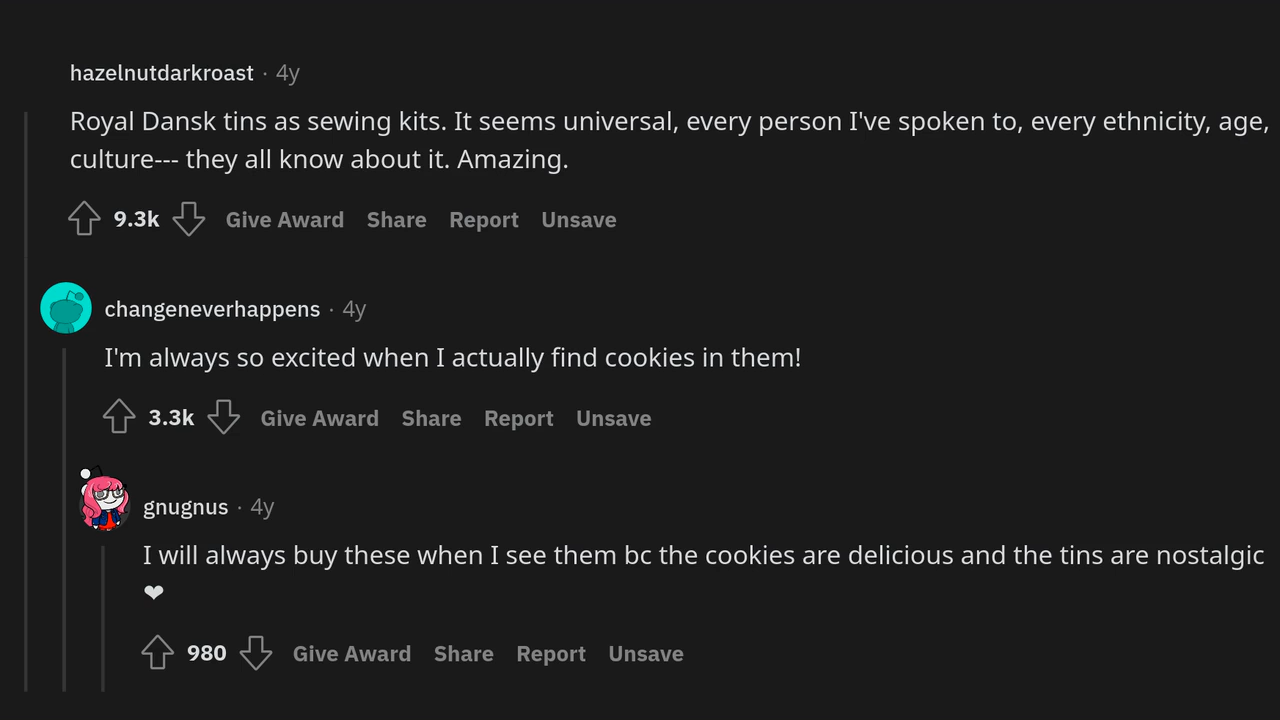 hazelnutdarkroast · 4y
Royal Dansk tins as sewing kits. It seems universal, every person I've spoken to, every ethnicity, age,
culture--- they all know about it. Amazing.
9.3k Give Award Share Report Unsave
changeneverhappens · 4y
I'm always so excited when I actually find cookies in them!
3.3k Give Award Share Report Unsave
gnugnus · 4y
I will always buy these when I see them bc the cookies are delicious and the tins are nostalgic
❤
980 Give Award Share Report Unsave